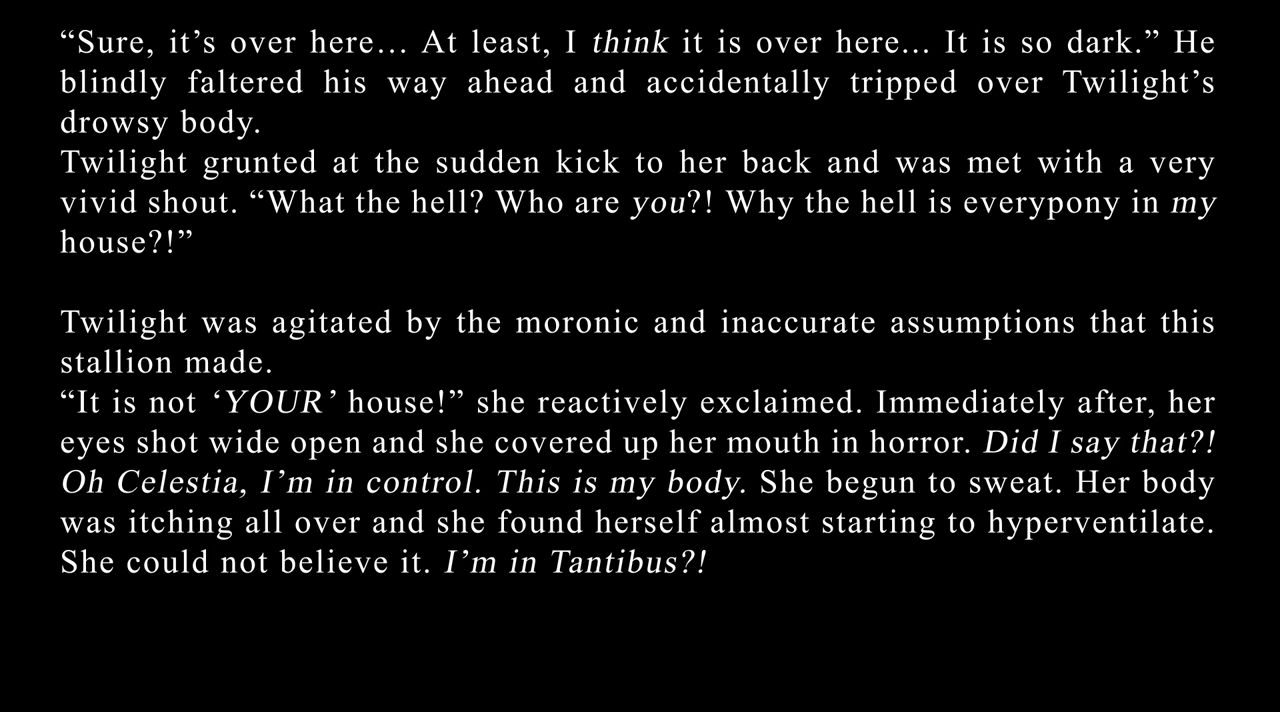 “Sure, it’s over here... At least, I think it is over here... It is so dark.” He
blindly faltered his way ahead and accidentally tripped over Twilight’s
drowsy body.
Twilight grunted at the sudden kick to her back and was met with a very
vivid shout. “What the hell? Who are you?! Why the hell is everypony in my
house?!”
Twilight was agitated by the moronic and inaccurate assumptions that this
stallion made.
“It is not ‘YOUR’ house!” she reactively exclaimed. Immediately after, her
eyes shot wide open and she covered up her mouth in horror. Did I say that?!
Oh Celestia, I’m in control. This is my body. She begun to sweat. Her body
was itching all over and she found herself almost starting to hyperventilate.
She could not believe it. I’m in Tantibus?!